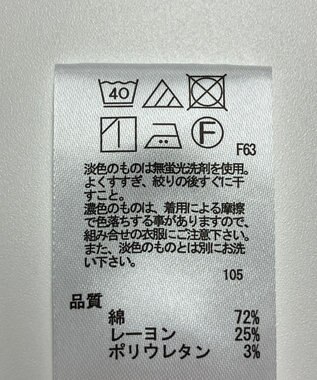 40
F
F63
淡色のものは無蛍光洗剤を使用。
よくすすぎ、絞りの後すぐに干
すこと。
濃色のものは、着用による摩擦
で色落ちする事がありますので、
組み合せの衣服にご注意下さい。
また、淡色のものとは別にお洗
い下さい。
105
品質
綿 72%
レーヨン 25%
ポリウレタン 3%